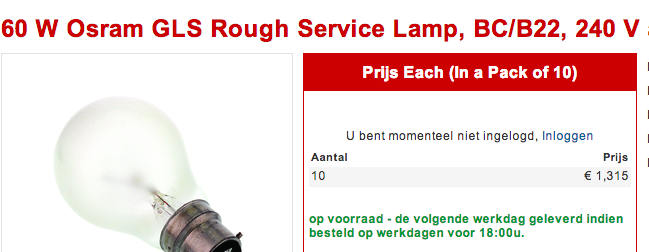 60 W Osram GLS Rough Service Lamp, BC/B22, 240 V
Prijs Each (In a Pack of 10)
U bent momenteel niet ingelogd, Inloggen
Aantal Prijs
10 € 1,315
op voorraad - de volgende werkdag geleverd indien
besteld op werkdagen voor 18:00u.